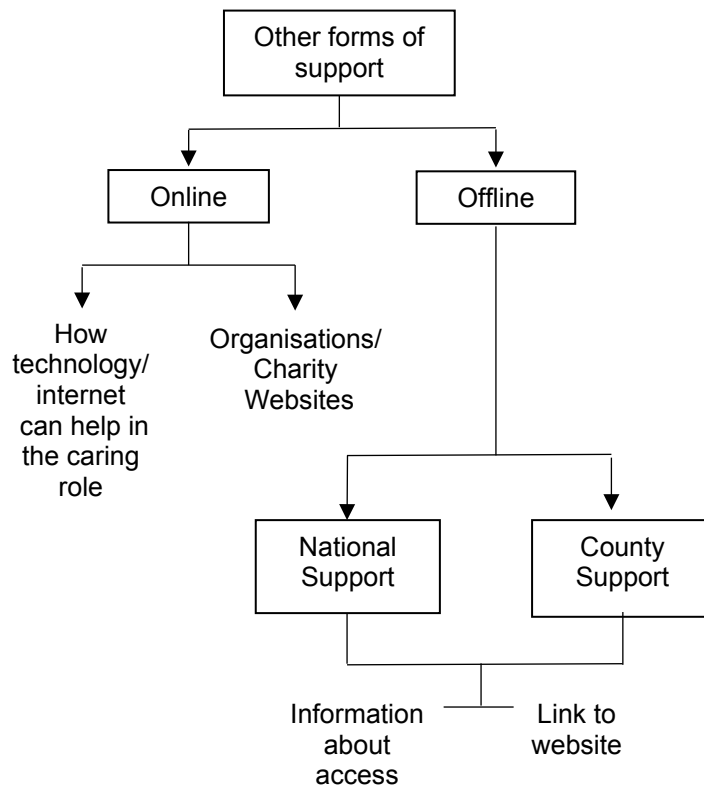 Other forms of
support
Online
Offline
How
technology/
internet
can help in
the caring
role
Organisations/
Charity
Websites
National
Support
County
Support
Information
about
access
Link to
website